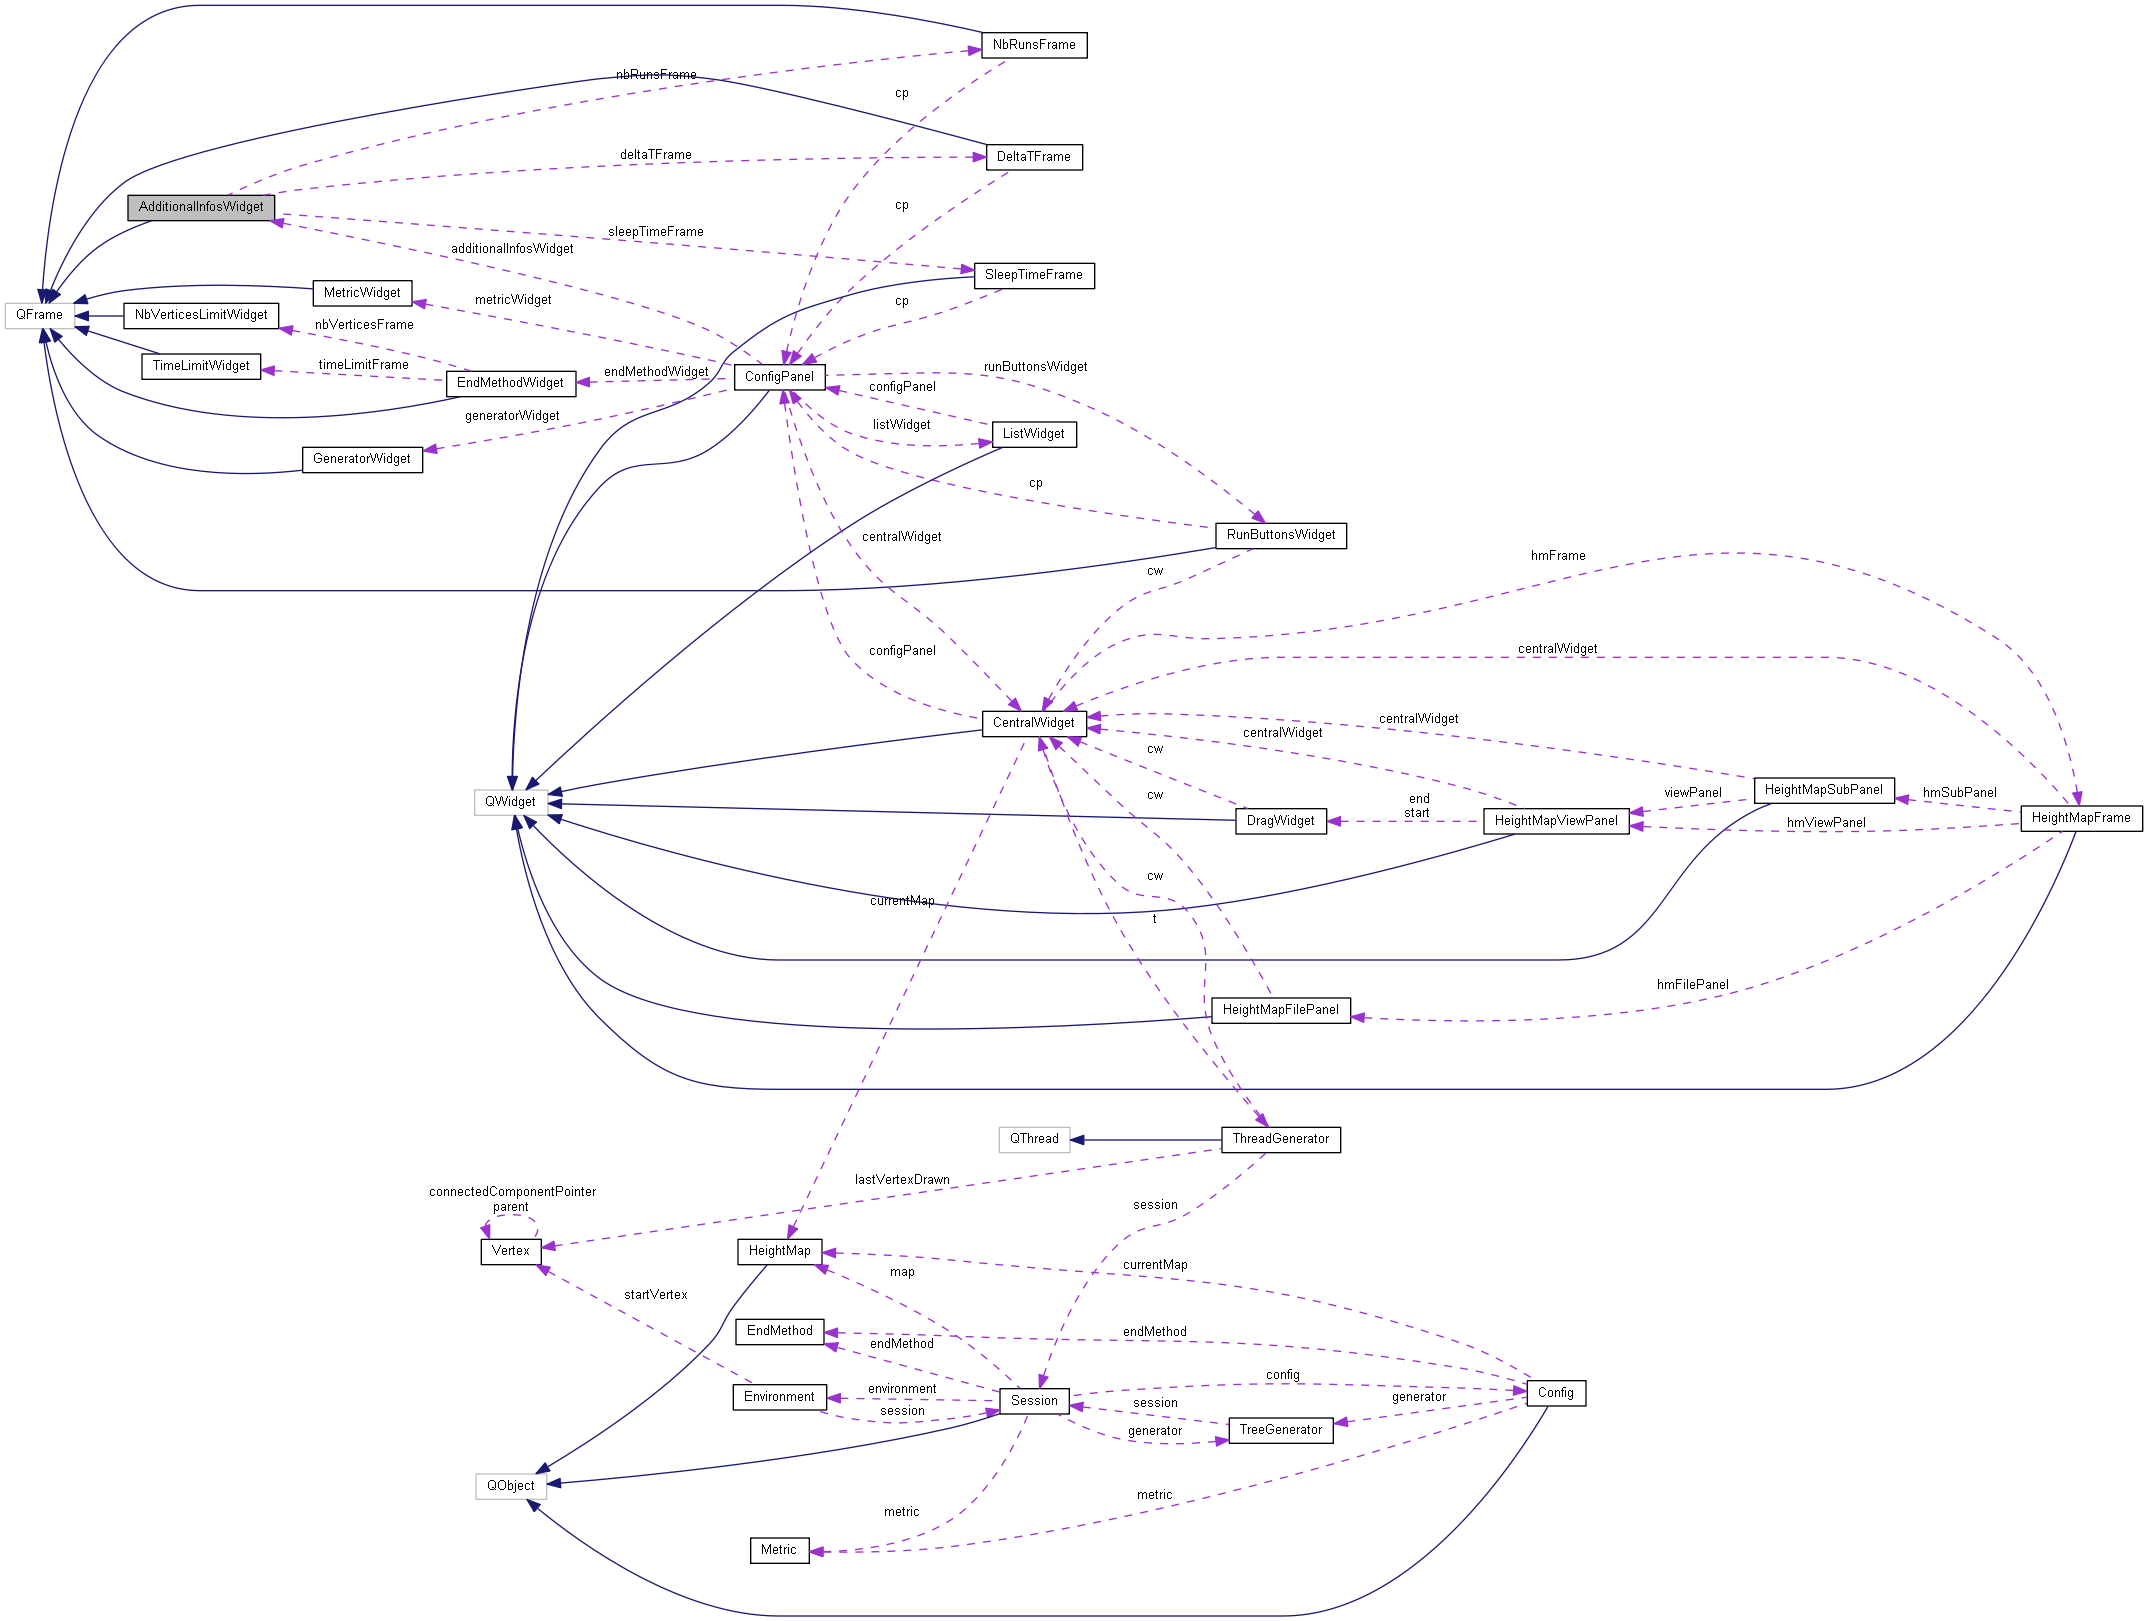 NbRunsFrame
nbRunsFrame
cp
deltaTFrame
DeltaTFrame
AdditionalInfosWidget
cp
sleepTimeFrame
additionalInfosWidget
SleepTimeFrame
MetricWidget
metricWidget
cp
QFrame
NbVerticesLimitWidget
nbVerticesFrame
TimeLimitWidget
timeLimitFrame
EndMethodWidget
endMethodWidget
ConfigPanel
runButtonsWidget
configPanel
generatorWidget
listWidget
ListWidget
GeneratorWidget
cp
centralWidget
RunButtonsWidget
hmFrame
cw
configPanel
centralWidget
CentralWidget
centralWidget
centralWidget
cw
QWidget
cw
DragWidget
end
start
HeightMapViewPanel
viewPanel
HeightMapSubPanel
hmSubPanel
hmViewPanel
HeightMapFrame
cw
currentMap
t
hmFilePanel
HeightMapFilePanel
QThread
ThreadGenerator
lastVertexDrawn
connectedComponentPointer
parent
session
Vertex
HeightMap
currentMap
map
startVertex
EndMethod
endMethod
endMethod
config
Environment
environment
session
Session
session
generator
generator
TreeGenerator
Config
QObject
metric
metric
Metric